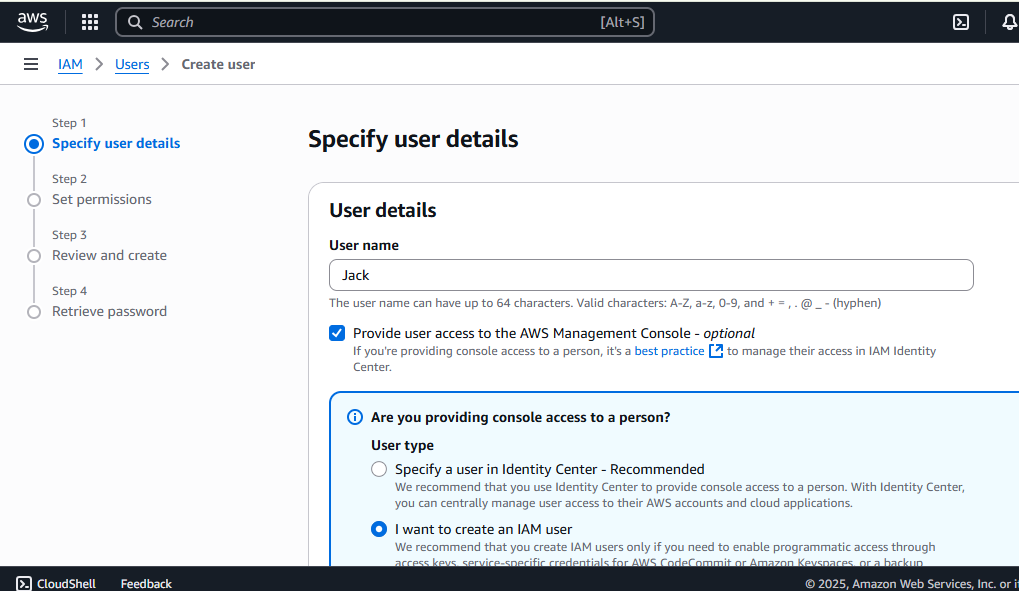 aws
Search [Alt+S]
IAM > Users > Create user
Step 1
Specify user details
Step 2
Set permissions
Step 3
Review and create
Step 4
Retrieve password
Specify user details
User details
User name
Jack
The user name can have up to 64 characters. Valid characters: A-Z, a-z, 0-9, and + = , . @ _ - (hyphen)
Provide user access to the AWS Management Console - optional
If you're providing console access to a person, it's a best practice to manage their access in IAM Identity
Center.
Are you providing console access to a person?
User type
Specify a user in Identity Center - Recommended
We recommend that you use Identity Center to provide console access to a person. With Identity Center,
you can centrally manage user access to their AWS accounts and cloud applications.
I want to create an IAM user
We recommend that you create IAM users only if you need to enable programmatic access through
access keys, service-specific credentials for AWS CodeCommit or Amazon Keyspaces, or a backup
CloudShell Feedback © 2025, Amazon Web Services, Inc. or